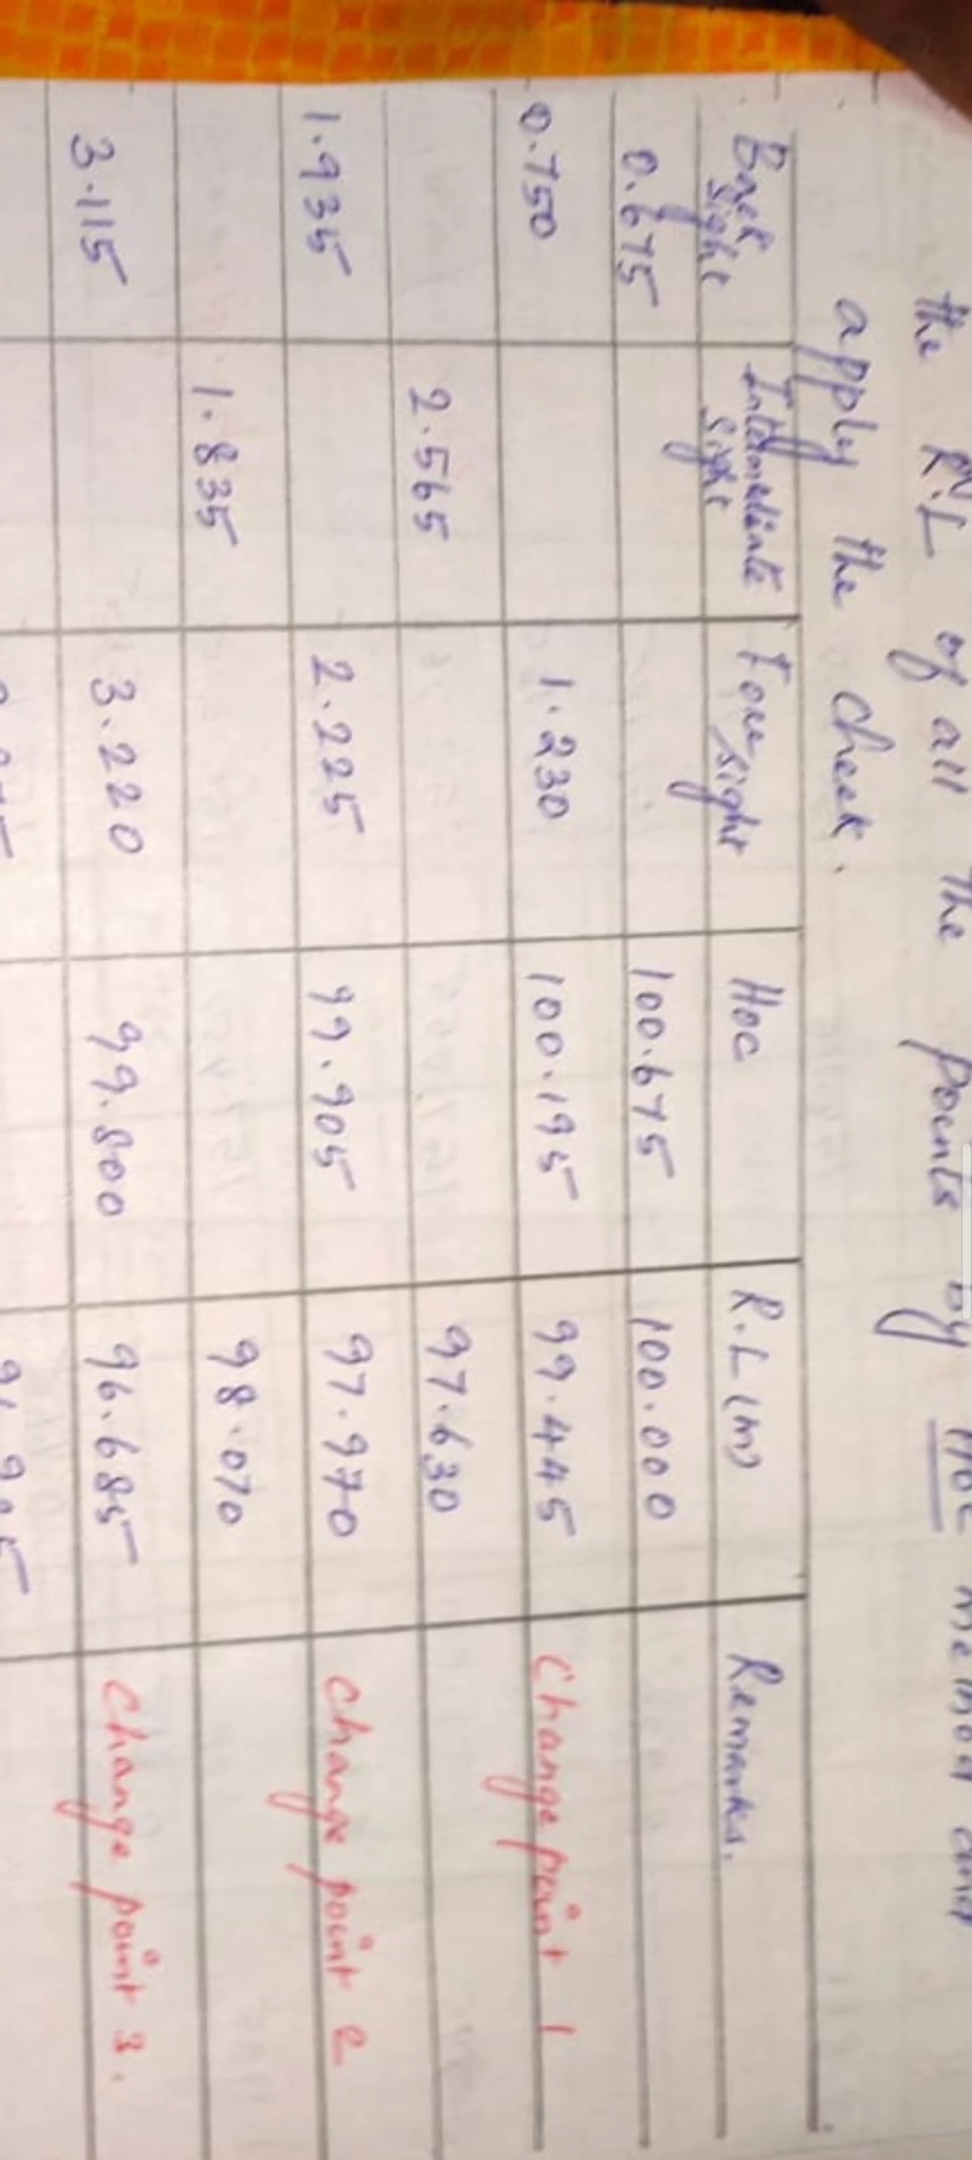 the R.L of all the points by HOC method and
apply the check.
Back sight Intermediate sight Fore sight HOC R.L (m) Remarks.
0.675 100.675 100.000
0.750 1.230 100.195 99.445 Change point 1
2.565 97.630
1.935 2.225 99.905 97.970 Change point 2
1.835 98.070
3.115 3.220 99.800 96.685 Change point 3.